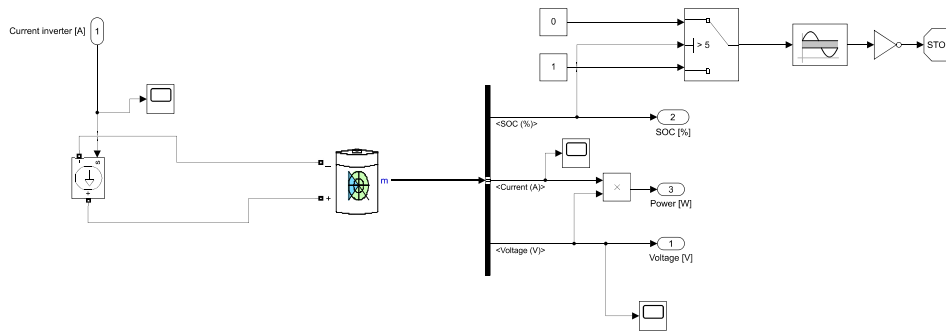 Current inverter [A]
1
0
> 5
1
STO
<SOC (%)>
2
SOC [%]
s
−
+
−
+
m
<Current (A)>
×
3
Power [W]
<Voltage (V)>
1
Voltage [V]